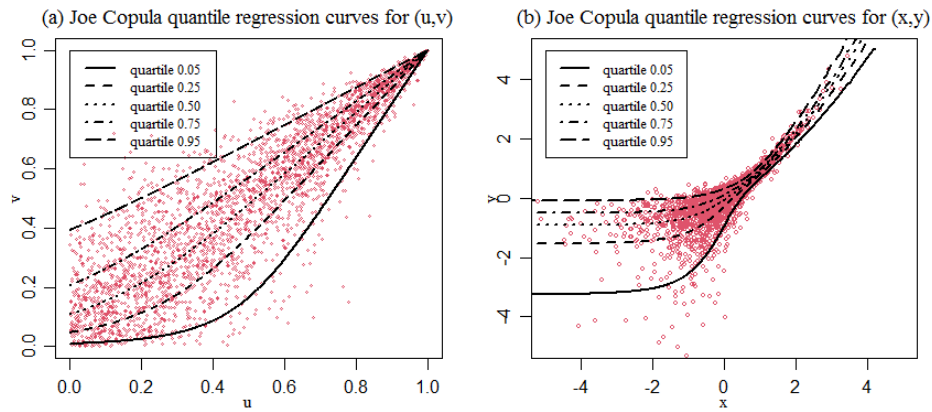 (a) Joe Copula quantile regression curves for (u,v)
quartile 0.05
quartile 0.25
quartile 0.50
quartile 0.75
quartile 0.95
v
1.0
0.8
0.6
0.4
0.2
0.0
0.0 0.2 0.4 0.6 0.8 1.0
u
(b) Joe Copula quantile regression curves for (x,y)
quartile 0.05
quartile 0.25
quartile 0.50
quartile 0.75
quartile 0.95
y
4
2
0
-2
-4
-4 -2 0 2 4
x